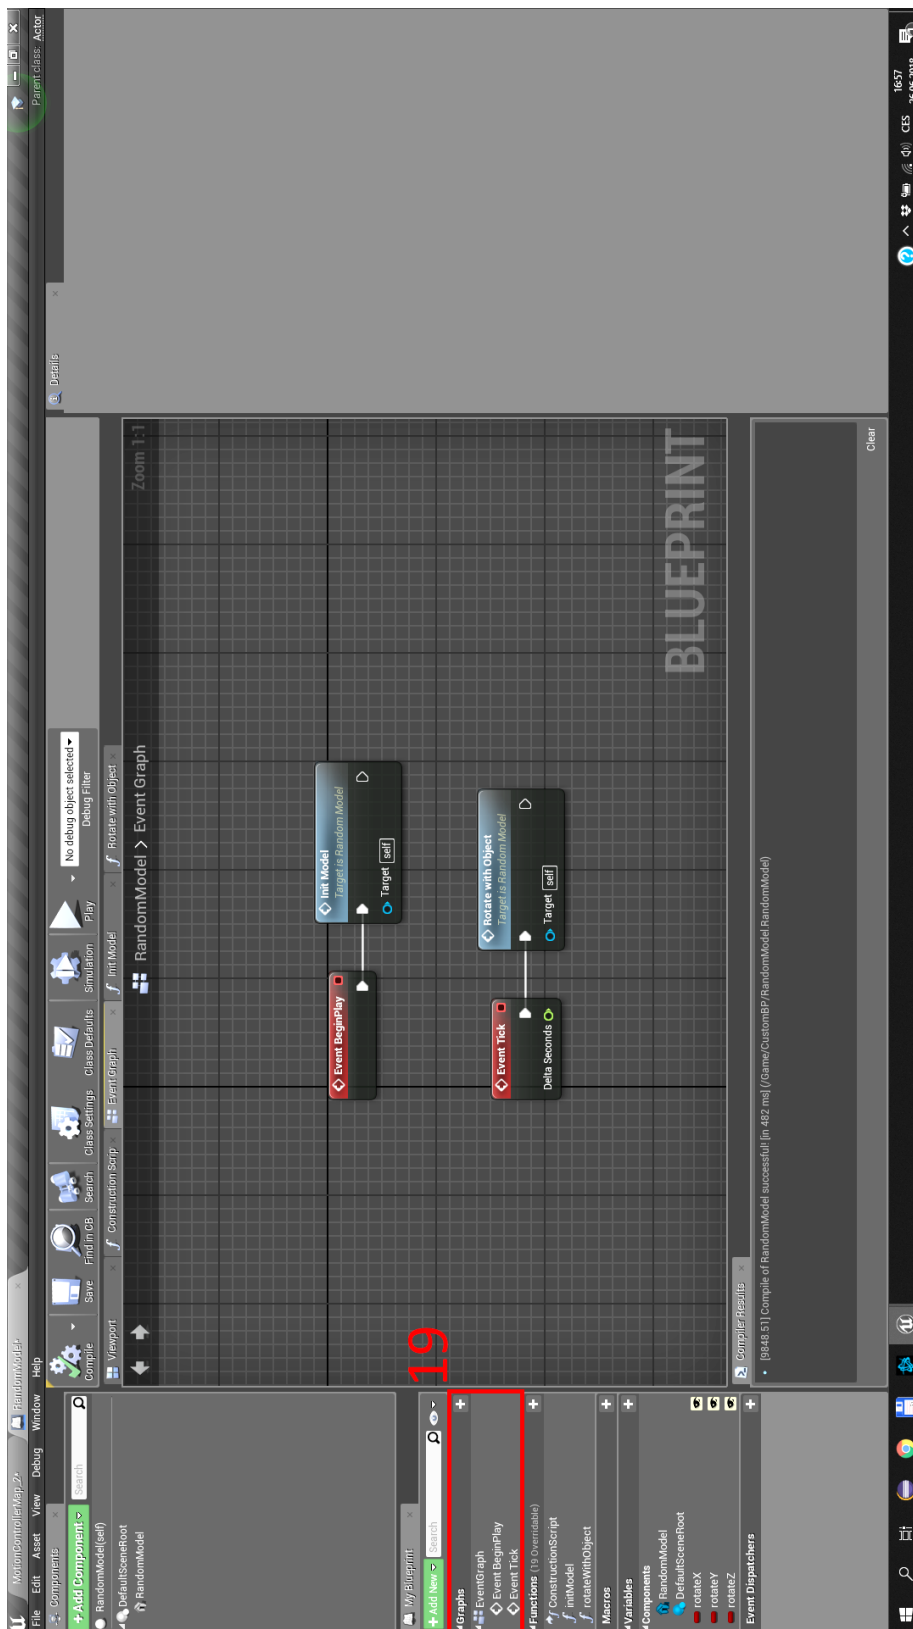 MotionControllerMap_2*
RandomModel*
File Edit Asset View Debug Window Help
Parent class: Actor
Components
+Add Component
Search
RandomModel(self)
DefaultSceneRoot
RandomModel
Compile
Save
Find in CB
Search
Class Settings
Class Defaults
Simulation
Play
No debug object selected
Debug Filter
Details
Viewport
Construction Scrip
Event Graph
Init Model
Rotate with Object
RandomModel > Event Graph
Zoom 1:1
Event BeginPlay
Init Model
Target is Random Model
Target self
Event Tick
Delta Seconds
Rotate with Object
Target is Random Model
Target self
BLUEPRINT
My Blueprint
+Add New
Search
19
Graphs
EventGraph
Event BeginPlay
Event Tick
Functions (19 Overridable)
ConstructionScript
initModel
rotateWithObject
Macros
Variables
Components
RandomModel
DefaultSceneRoot
rotateX
rotateY
rotateZ
Event Dispatchers
Compiler Results
[9848.51] Compile of RandomModel successful! [in 482 ms] (/Game/CustomBP/RandomModel.RandomModel)
Clear
CES
16:57
26.06.2018